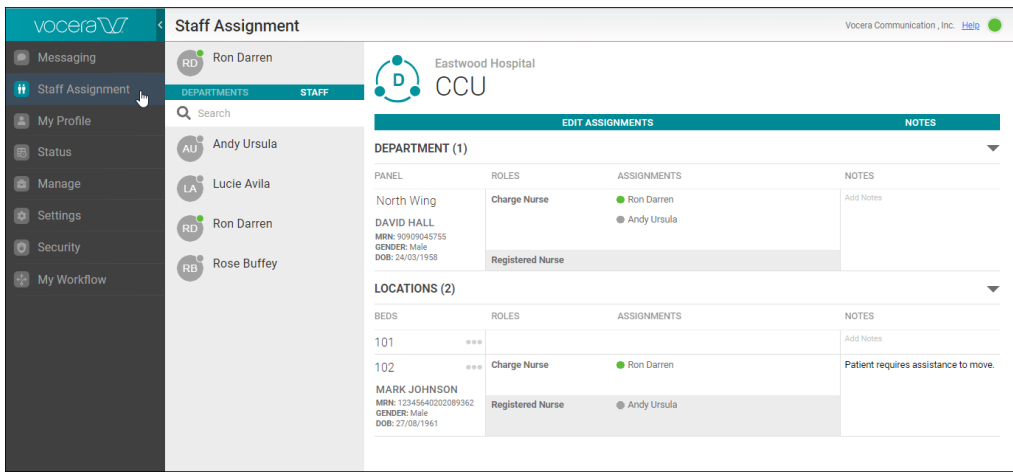 vocera
Staff Assignment
Vocera Communication , Inc. Help
Messaging
Staff Assignment
My Profile
Status
Manage
Settings
Security
My Workflow
RD Ron Darren
DEPARTMENTS STAFF
Search
AU Andy Ursula
LA Lucie Avila
RD Ron Darren
RB Rose Buffey
D
Eastwood Hospital
CCU
EDIT ASSIGNMENTS NOTES
DEPARTMENT (1)
PANEL ROLES ASSIGNMENTS NOTES
North Wing Charge Nurse Ron Darren Add Notes
Andy Ursula
DAVID HALL
MRN: 90909045755
GENDER: Male
DOB: 24/03/1958 Registered Nurse
LOCATIONS (2)
BEDS ROLES ASSIGNMENTS NOTES
101 Add Notes
102 Charge Nurse Ron Darren Patient requires assistance to move.
MARK JOHNSON
MRN: 12345640202089362 Registered Nurse Andy Ursula
GENDER: Male
DOB: 27/08/1961